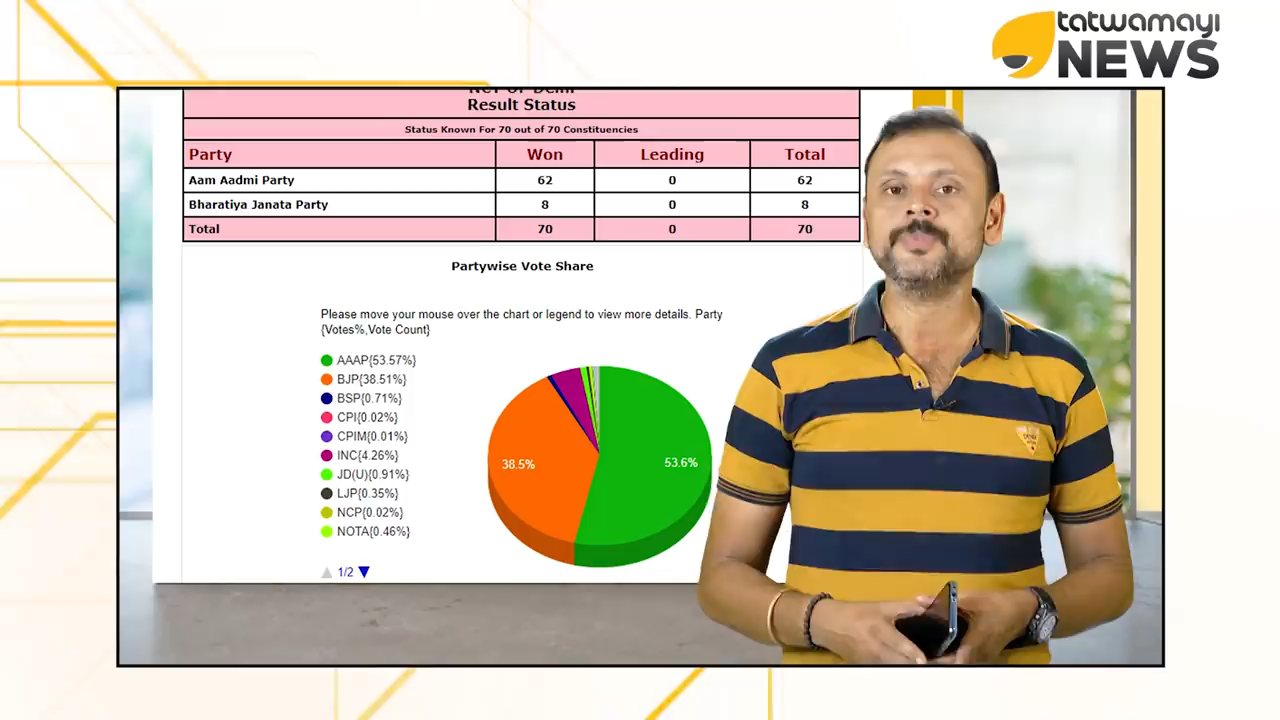 tatwamayi
NEWS
NCT OF Delhi
Result Status
Status Known For 70 out of 70 Constituencies
Party Won Leading Total
Aam Aadmi Party 62 0 62
Bharatiya Janata Party 8 0 8
Total 70 0 70
Partywise Vote Share
Please move your mouse over the chart or legend to view more details. Party
{Votes%,Vote Count}
AAAP{53.57%}
BJP{38.51%}
BSP{0.71%}
CPI{0.02%}
CPIM{0.01%}
INC{4.26%}
JD(U){0.91%}
LJP{0.35%}
NCP{0.02%}
NOTA{0.46%}
1/2
38.5%
53.6%